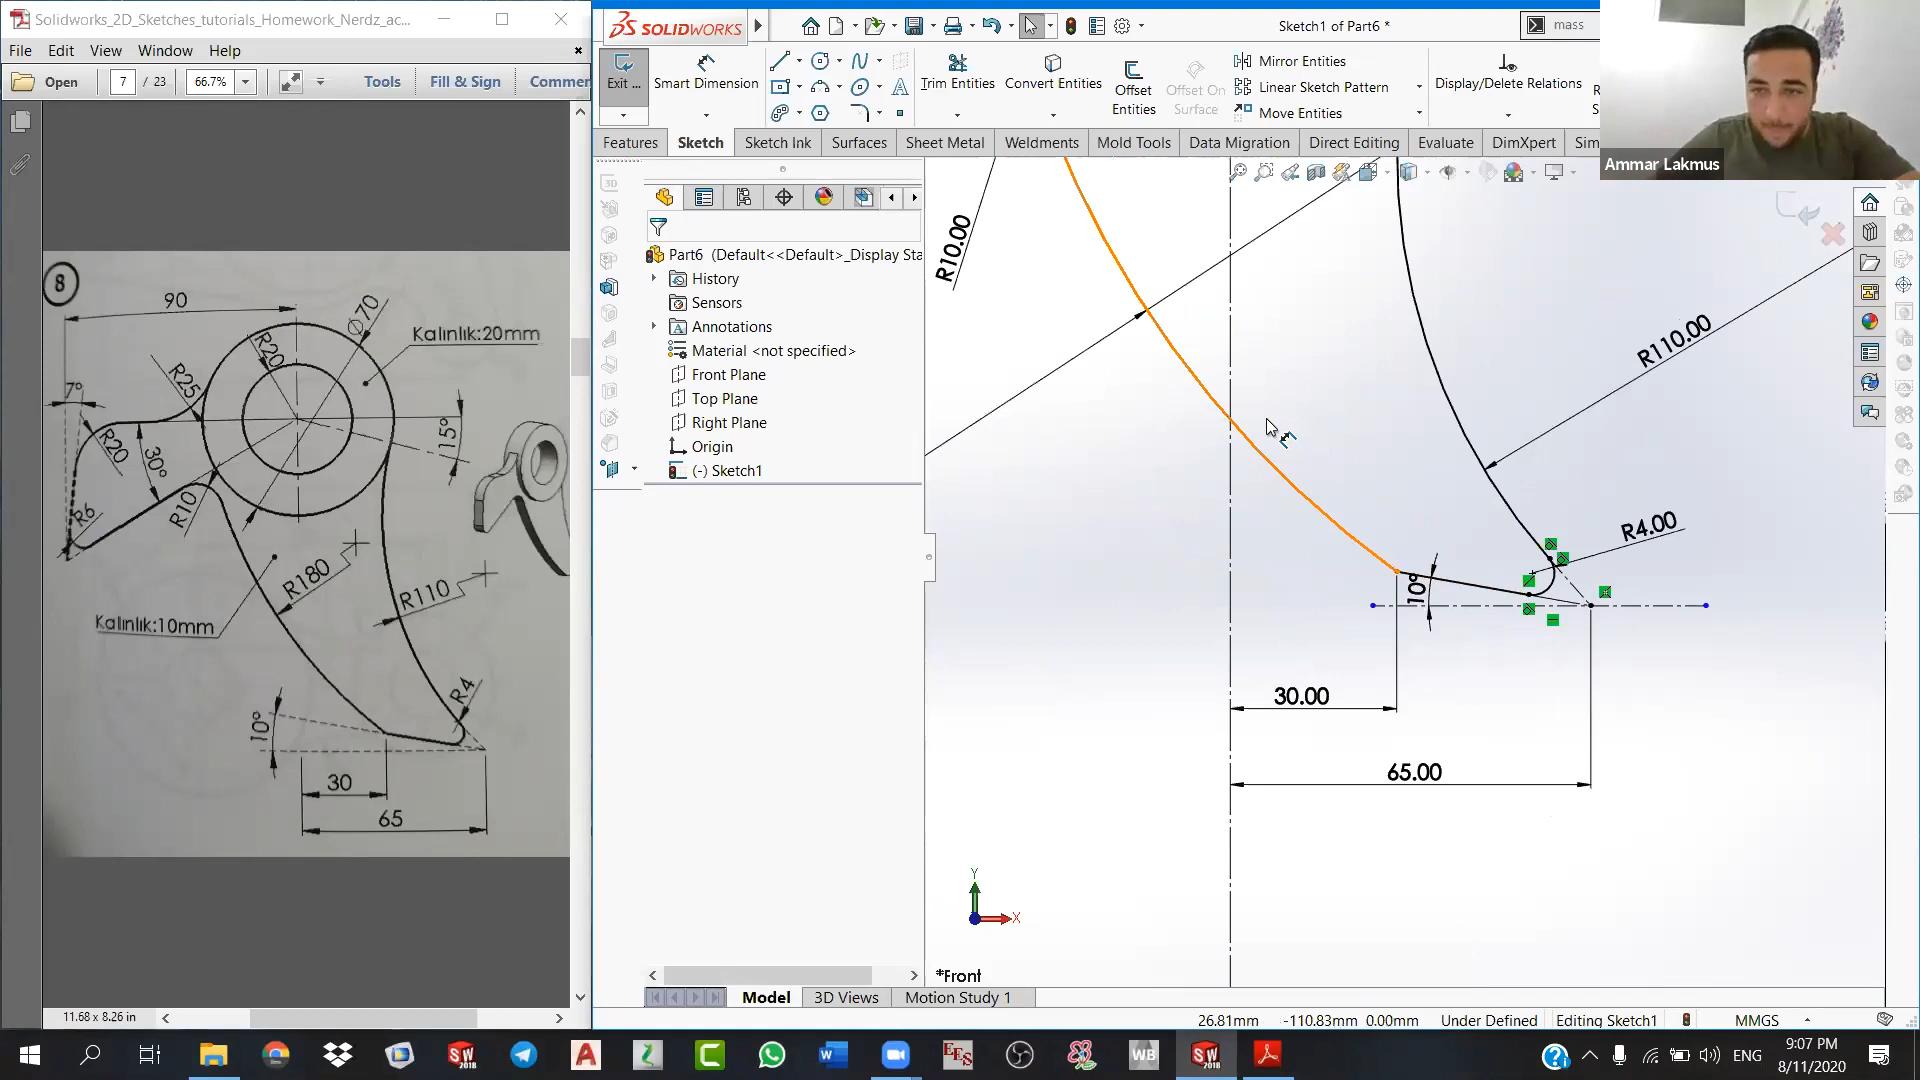 Solidworks_2D_Sketches_tutorials_Homework_Nerdz_ac...
File Edit View Window Help
Open 7 / 23 66.7% Tools Fill & Sign Commer
8
90
Ø70
Kalınlık:20mm
R20
R25
7°
R20
30°
15°
R6
R10
R180
R110
Kalınlık:10mm
R4
10°
30
65
11.68 x 8.26 in
SOLIDWORKS
Sketch1 of Part6 *
mass
Exit ...
Smart Dimension
Trim Entities
Convert Entities
Offset Entities
Offset On Surface
Mirror Entities
Linear Sketch Pattern
Move Entities
Display/Delete Relations
R
Features Sketch Sketch Ink Surfaces Sheet Metal Weldments Mold Tools Data Migration Direct Editing Evaluate DimXpert Sim
Ammar Lakmus
Part6 (Default<<Default>_Display Sta
History
Sensors
Annotations
Material <not specified>
Front Plane
Top Plane
Right Plane
Origin
(-) Sketch1
R10.00
R110.00
R4.00
10°
30.00
65.00
Y
X
*Front
Model 3D Views Motion Study 1
26.81mm -110.83mm 0.00mm Under Defined Editing Sketch1 MMGS
ENG
9:07 PM
8/11/2020